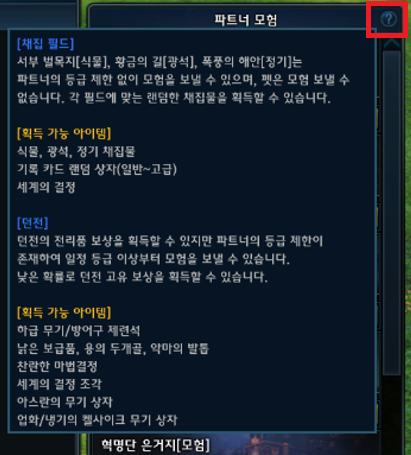 파트너 모험
[채집 필드]
서부 벌목지[식물], 황금의 길[광석], 폭풍의 해안[정기]는
파트너의 등급 제한 없이 모험을 보낼 수 있으며, 펫은 모험 보낼 수
없습니다. 각 필드에 맞는 랜덤한 채집물을 획득할 수 있습니다.
[획득 가능 아이템]
식물, 광석, 정기 채집물
기록 카드 랜덤 상자(일반~고급)
세계의 결정
[던전]
던전의 전리품 보상을 획득할 수 있지만 파트너의 등급 제한이
존재하여 일정 등급 이상부터 모험을 보낼 수 있습니다.
낮은 확률로 던전 고유 보상을 획득할 수 있습니다.
[획득 가능 아이템]
하급 무기/방어구 제련석
낡은 보급품, 용의 두개골, 악마의 발톱
찬란한 마법결정
세계의 결정 조각
아스란의 무기 상자
업화/냉기의 켈사이크 무기 상자
혁명단 은거지[모험]